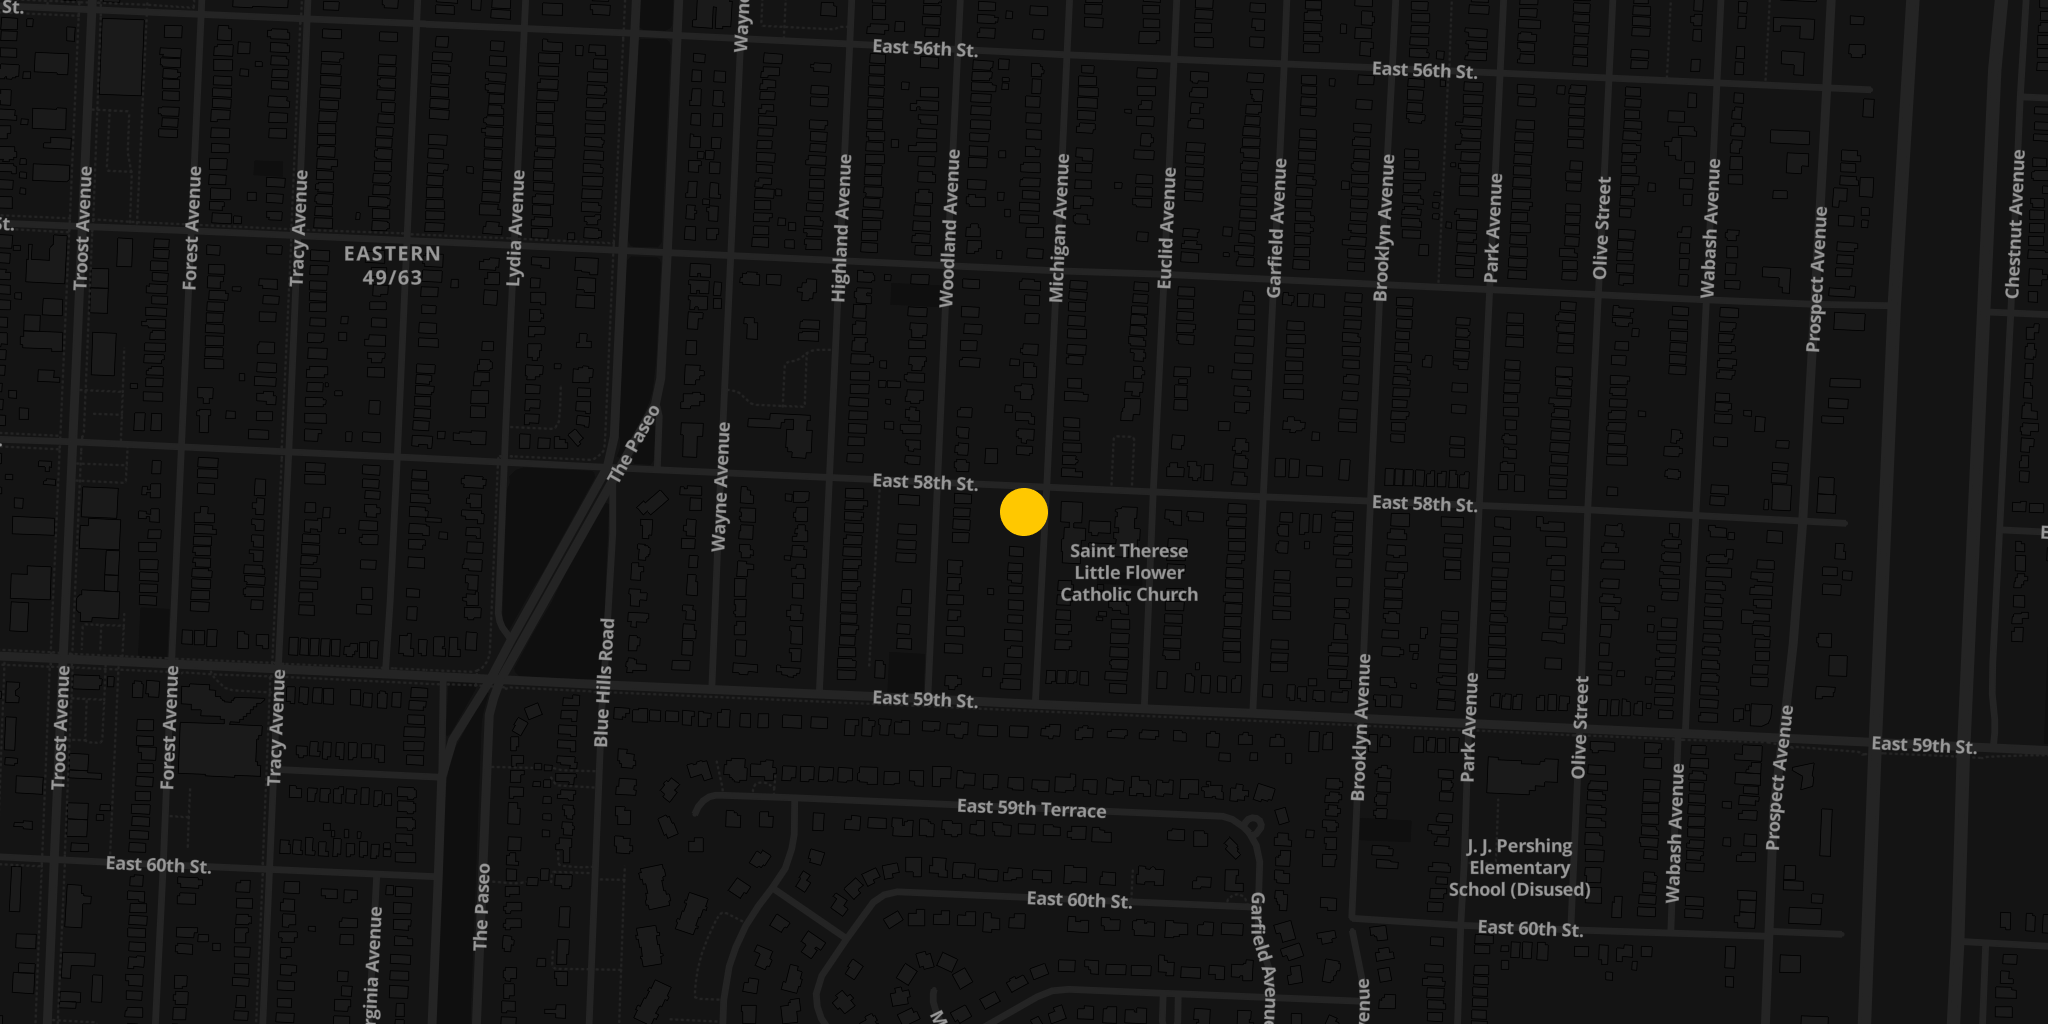 St.
Wayne
East 56th St.
East 56th St.
Troost Avenue
Forest Avenue
Tracy Avenue
Lydia Avenue
Highland Avenue
Woodland Avenue
Michigan Avenue
Euclid Avenue
Garfield Avenue
Brooklyn Avenue
Park Avenue
Olive Street
Wabash Avenue
Prospect Avenue
Chestnut Avenue
St.
EASTERN
49/63
The Paseo
Wayne Avenue
East 58th St.
East 58th St.
E
Saint Therese
Little Flower
Catholic Church
Blue Hills Road
Troost Avenue
Forest Avenue
Tracy Avenue
East 59th St.
Brooklyn Avenue
Park Avenue
Olive Street
Prospect Avenue
East 59th St.
Wabash Avenue
East 59th Terrace
East 60th St.
J. J. Pershing
Elementary
School (Disused)
The Paseo
East 60th St.
Garfield Avenu
East 60th St.
rginia Avenue
venue
M